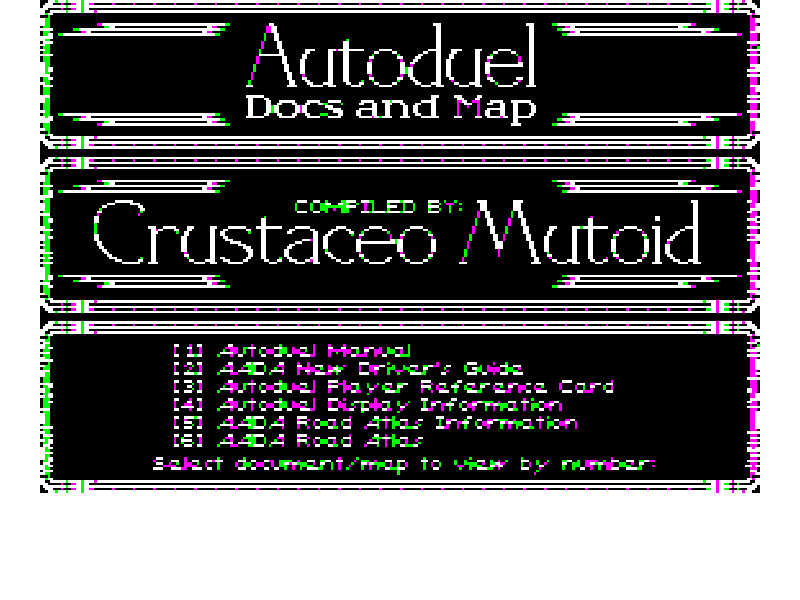 Autoduel
Docs and Map
COMPILED BY:
Crustaceo Mutoid
[1] Autoduel Manual
[2] AADA New Driver's Guide
[3] Autoduel Player Reference Card
[4] Autoduel Display Information
[5] AADA Road Atlas Information
[6] AADA Road Atlas
Select document/map to view by number: